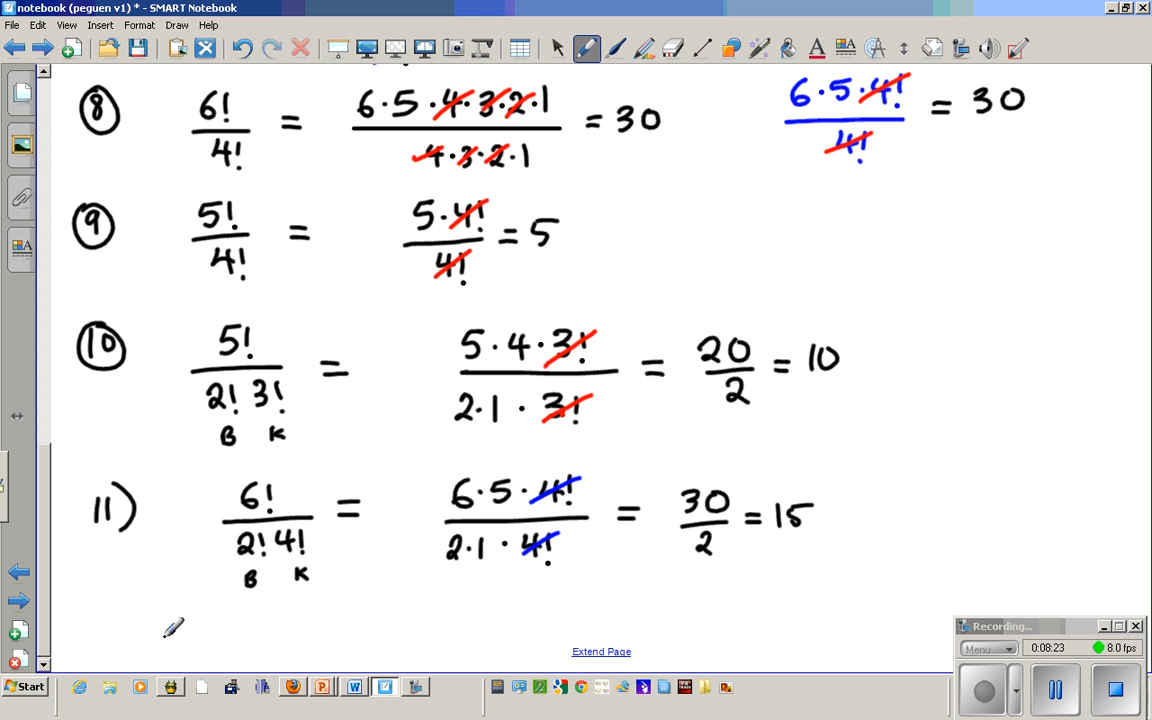 notebook (peguen v1) * - SMART Notebook
File Edit View Insert Format Draw Help
8 6!/4! = 6·5·4·3·2·1/4·3·2·1 = 30 6·5·4!/4! = 30
9 5!/4! = 5·4!/4! = 5
10 5!/2! 3! = 5·4·3!/2·1·3! = 20/2 = 10
B K
11) 6!/2! 4! = 6·5·4!/2·1·4! = 30/2 = 15
B K
Extend Page
Recording...
Menu 0:08:23 8.0 fps
Start